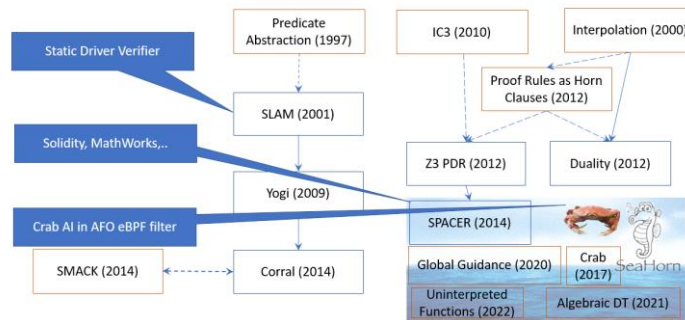 Predicate
Abstraction (1997)
IC3 (2010)
Interpolation (2000)
Static Driver Verifier
Proof Rules as Horn
Clauses (2012)
SLAM (2001)
Solidity, MathWorks,..
Z3 PDR (2012)
Duality (2012)
Yogi (2009)
Crab AI in AFO eBPF filter
SPACER (2014)
SMACK (2014)
Corral (2014)
Global Guidance (2020)
Crab
(2017)
SeaHorn
Uninterpreted
Functions (2022)
Algebraic DT (2021)